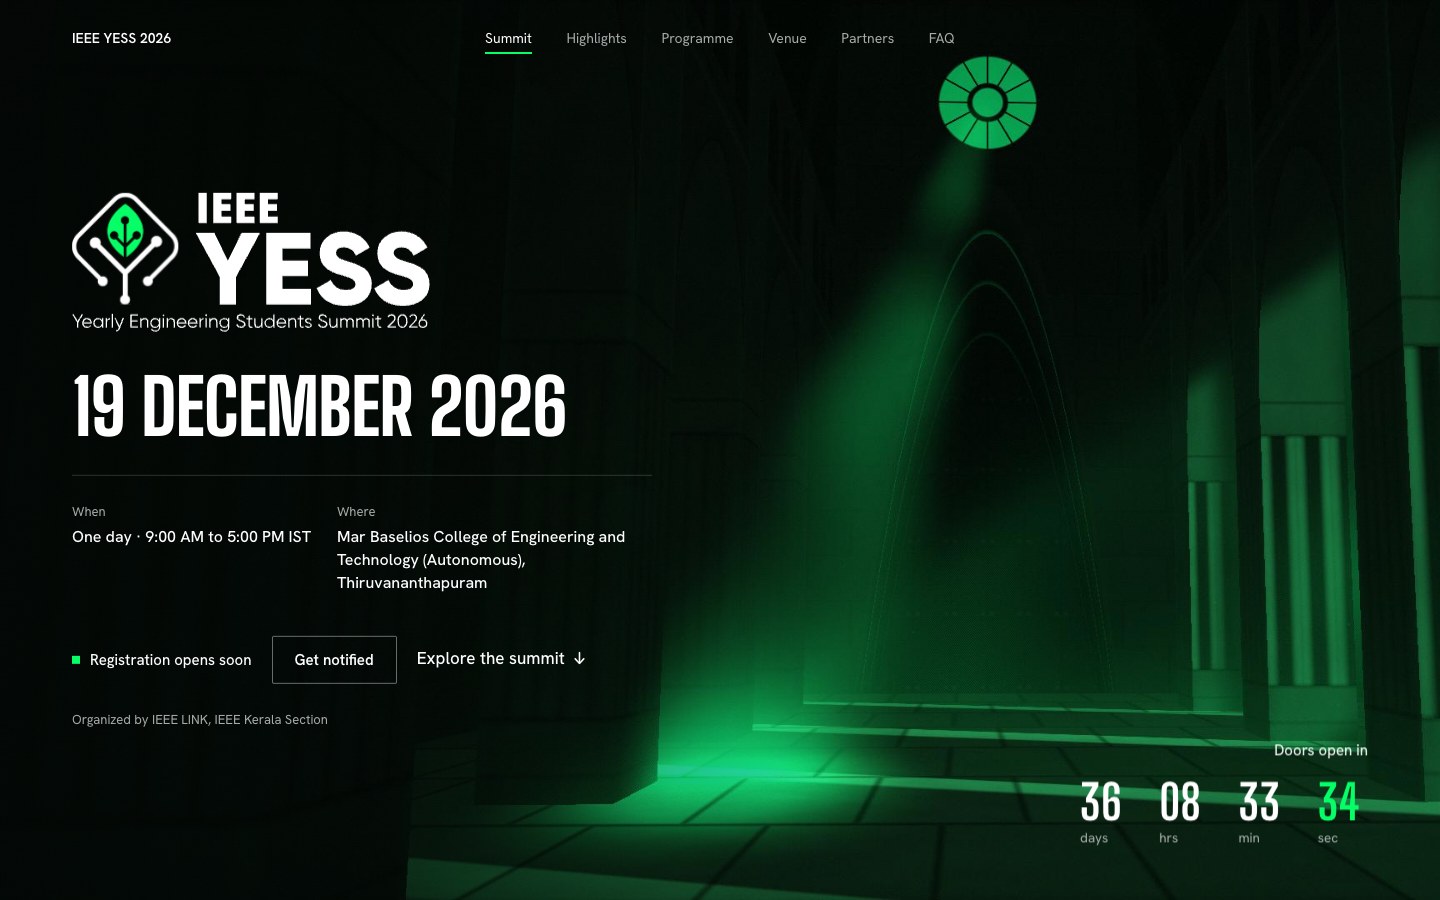 IEEE YESS 2026
Summit
Highlights
Programme
Venue
Partners
FAQ
IEEE
YESS
Yearly Engineering Students Summit 2026
19 DECEMBER 2026
When
One day · 9:00 AM to 5:00 PM IST
Where
Mar Baselios College of Engineering and
Technology (Autonomous),
Thiruvananthapuram
Registration opens soon
Get notified
Explore the summit ↓
Organized by IEEE LINK, IEEE Kerala Section
Doors open in
36 08 33 34
days hrs min sec